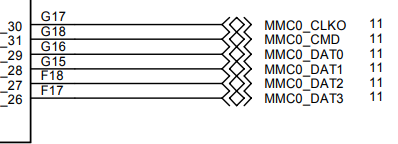 _30 G17 MMC0_CLKO 11
_31 G18 MMC0_CMD 11
_29 G16 MMC0_DAT0 11
_28 G15 MMC0_DAT1 11
_27 F18 MMC0_DAT2 11
_26 F17 MMC0_DAT3 11